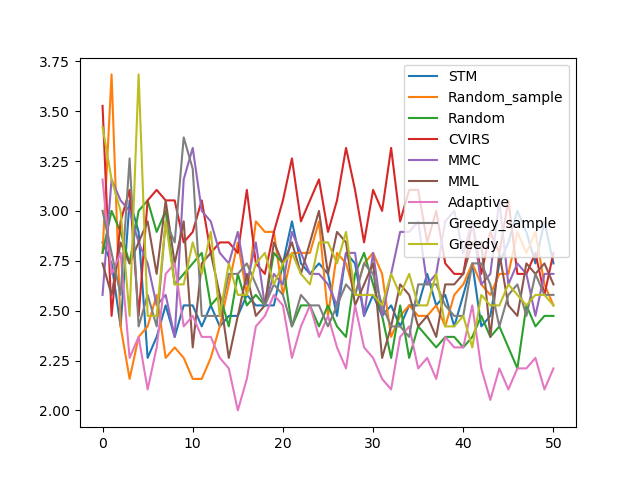 3.75
3.50
3.25
3.00
2.75
2.50
2.25
2.00
0
10
20
30
40
50
STM
Random_sample
Random
CVIRS
MMC
MML
Adaptive
Greedy_sample
Greedy